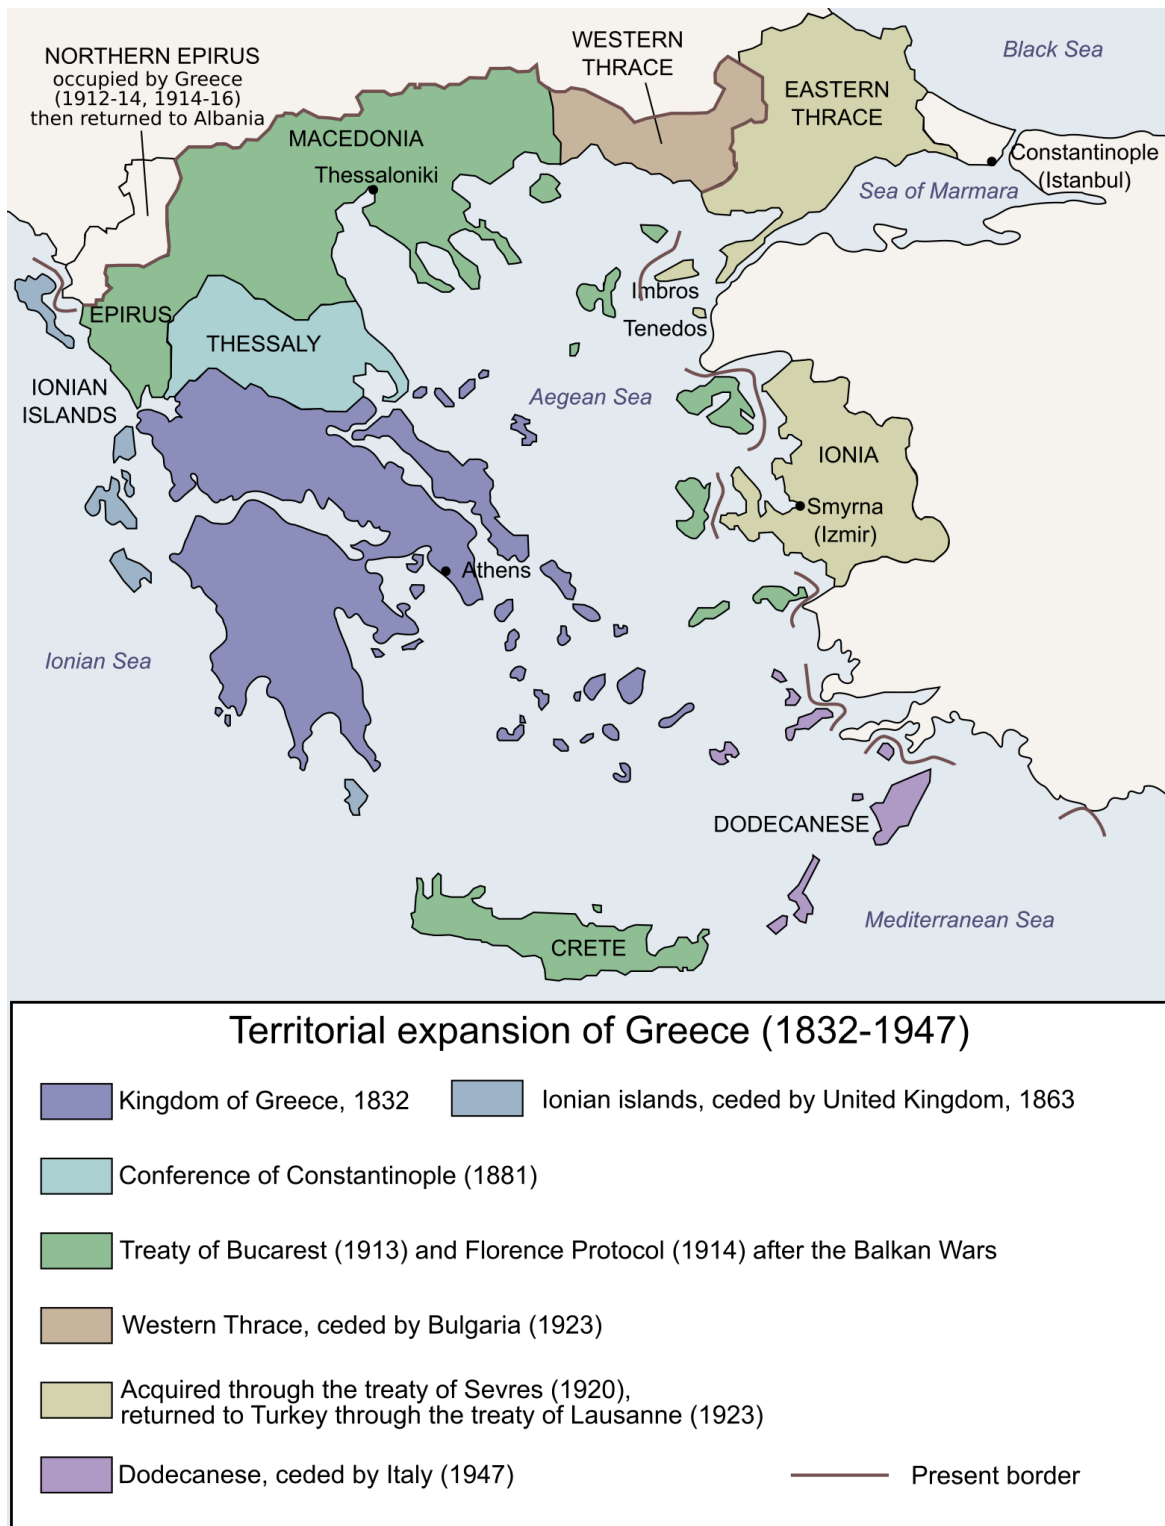 NORTHERN EPIRUS
occupied by Greece
(1912-14, 1914-16)
then returned to Albania
WESTERN
THRACE
Black Sea
EASTERN
THRACE
MACEDONIA
Thessaloniki
Constantinople
(Istanbul)
Sea of Marmara
EPIRUS
THESSALY
Imbros
Tenedos
IONIAN
ISLANDS
Aegean Sea
IONIA
Smyrna
(Izmir)
Athens
Ionian Sea
DODECANESE
Mediterranean Sea
CRETE
Territorial expansion of Greece (1832-1947)
Kingdom of Greece, 1832
Ionian islands, ceded by United Kingdom, 1863
Conference of Constantinople (1881)
Treaty of Bucarest (1913) and Florence Protocol (1914) after the Balkan Wars
Western Thrace, ceded by Bulgaria (1923)
Acquired through the treaty of Sevres (1920),
returned to Turkey through the treaty of Lausanne (1923)
Dodecanese, ceded by Italy (1947)
Present border